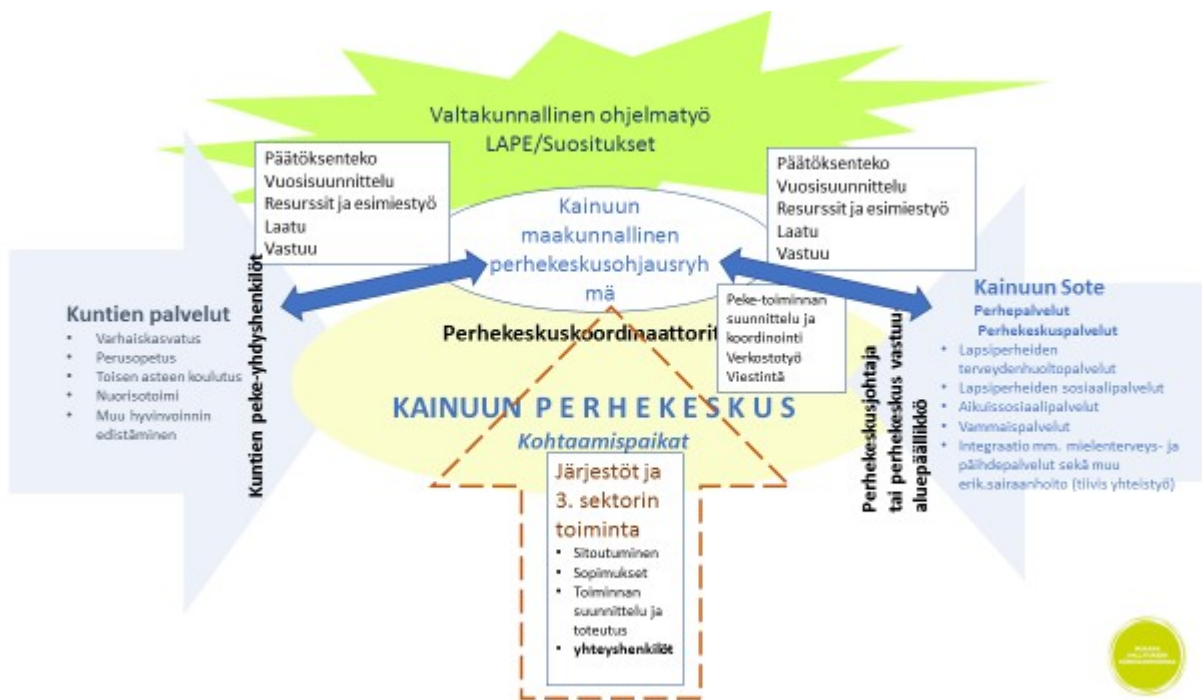 Valtakunnallinen ohjelmatyö
LAPE/Suositukset
Päätöksenteko
Vuosisuunnittelu
Resurssit ja esimiestyö
Laatu
Vastuu
Päätöksenteko
Vuosisuunnittelu
Resurssit ja esimiestyö
Laatu
Vastuu
Kainuun
maakunnallinen
perhekeskusohjausryh
mä
Kuntien palvelut
• Varhaiskasvatus
• Perusopetus
• Toisen asteen koulutus
• Nuorisotoimi
• Muu hyvinvoinnin
edistäminen
Kuntien peke-yhdyshenkilöt
Perhekeskuskoordinaattorit
Peke-toiminnan
suunnittelu ja
koordinointi
Verkostotyö
Viestintä
KAINUUN P E R H E K E S K U S
Kohtaamispaikat
Järjestöt ja
3. sektorin
toiminta
• Sitoutuminen
• Sopimukset
• Toiminnan
suunnittelu ja
toteutus
• yhteyshenkilöt
Perhekeskusjohtaja
tai perhekeskus vastuu
aluepäällikkö
Kainuun Sote
Perhepalvelut
Perhekeskuspalvelut
• Lapsiperheiden
terveydenhuoltopalvelut
• Lapsiperheiden sosiaalipalvelut
• Aikuissosiaalipalvelut
• Vammaispalvelut
• Integraatio mm. mielenterveys- ja
päihdepalvelut sekä muu
erik.sairaanhoito (tiivis yhteistyö)